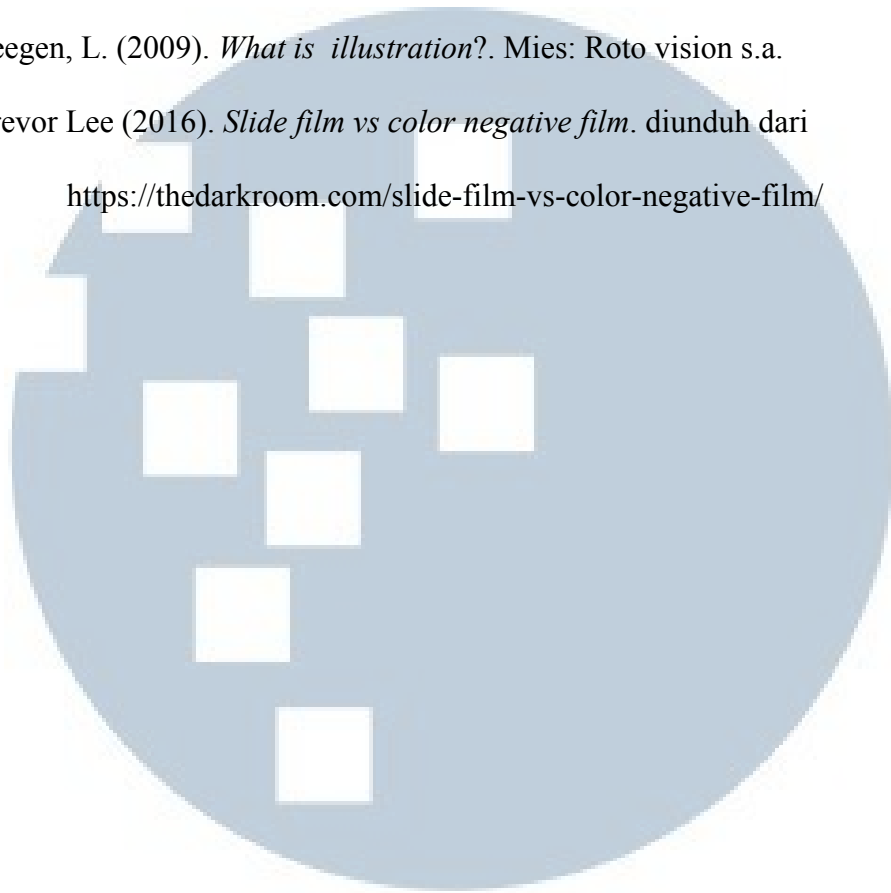 eegen, L. (2009). What is illustration?. Mies: Roto vision s.a.
revor Lee (2016). Slide film vs color negative film. diunduh dari
https://thedarkroom.com/slide-film-vs-color-negative-film/